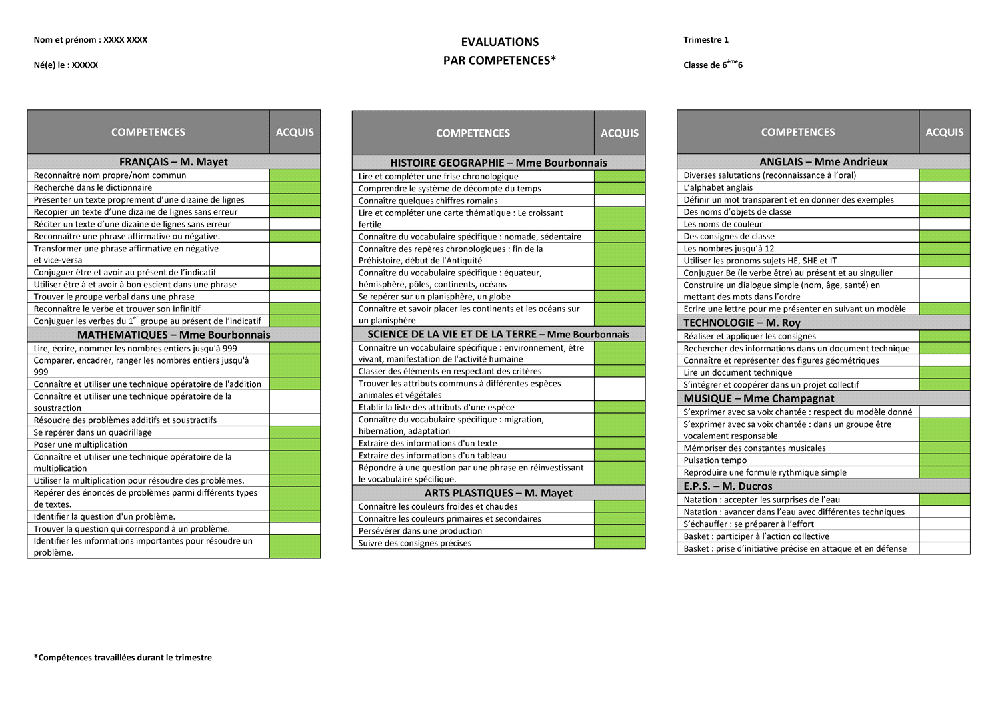 Nom et prénom : XXXX XXXX
Né(e) le : XXXXX
EVALUATIONS
PAR COMPETENCES*
Trimestre 1
Classe de 6ème6
COMPETENCES ACQUIS
FRANÇAIS – M. Mayet
Reconnaître nom propre/nom commun
Recherche dans le dictionnaire
Présenter un texte proprement d’une dizaine de lignes
Recopier un texte d’une dizaine de lignes sans erreur
Réciter un texte d’une dizaine de lignes sans erreur
Reconnaître une phrase affirmative ou négative.
Transformer une phrase affirmative en négative
et vice-versa
Conjuguer être et avoir au présent de l’indicatif
Utiliser être à et avoir à bon escient dans une phrase
Trouver le groupe verbal dans une phrase
Reconnaître le verbe et trouver son infinitif
Conjuguer les verbes du 1er groupe au présent de l’indicatif
MATHEMATIQUES – Mme Bourbonnais
Lire, écrire, nommer les nombres entiers jusqu'à 999
Comparer, encadrer, ranger les nombres entiers jusqu'à
999
Connaître et utiliser une technique opératoire de l'addition
Connaître et utiliser une technique opératoire de la
soustraction
Résoudre des problèmes additifs et soustractifs
Se repérer dans un quadrillage
Poser une multiplication
Connaître et utiliser une technique opératoire de la
multiplication
Utiliser la multiplication pour résoudre des problèmes.
Repérer des énoncés de problèmes parmi différents types
de textes.
Identifier la question d'un problème.
Trouver la question qui correspond à un problème.
Identifier les informations importantes pour résoudre un
problème.
COMPETENCES ACQUIS
HISTOIRE GEOGRAPHIE – Mme Bourbonnais
Lire et compléter une frise chronologique
Comprendre le système de décompte du temps
Connaître quelques chiffres romains
Lire et compléter une carte thématique : Le croissant
fertile
Connaître du vocabulaire spécifique : nomade, sédentaire
Connaître des repères chronologiques : fin de la
Préhistoire, début de l'Antiquité
Connaître du vocabulaire spécifique : équateur,
hémisphère, pôles, continents, océans
Se repérer sur un planisphère, un globe
Connaître et savoir placer les continents et les océans sur
un planisphère
SCIENCE DE LA VIE ET DE LA TERRE – Mme Bourbonnais
Connaître un vocabulaire spécifique : environnement, être
vivant, manifestation de l'activité humaine
Classer des éléments en respectant des critères
Trouver les attributs communs à différentes espèces
animales et végétales
Etablir la liste des attributs d'une espèce
Connaître du vocabulaire spécifique : migration,
hibernation, adaptation
Extraire des informations d'un texte
Extraire des informations d'un tableau
Répondre à une question par une phrase en réinvestissant
le vocabulaire spécifique.
ARTS PLASTIQUES – M. Mayet
Connaître les couleurs froides et chaudes
Connaître les couleurs primaires et secondaires
Persévérer dans une production
Suivre des consignes précises
COMPETENCES ACQUIS
ANGLAIS – Mme Andrieux
Diverses salutations (reconnaissance à l’oral)
L’alphabet anglais
Définir un mot transparent et en donner des exemples
Des noms d’objets de classe
Les noms de couleur
Des consignes de classe
Les nombres jusqu’à 12
Utiliser les pronoms sujets HE, SHE et IT
Conjuguer Be (le verbe être) au présent et au singulier
Construire un dialogue simple (nom, âge, santé) en
mettant des mots dans l’ordre
Ecrire une lettre pour me présenter en suivant un modèle
TECHNOLOGIE – M. Roy
Réaliser et appliquer les consignes
Rechercher des informations dans un document technique
Connaître et représenter des figures géométriques
Lire un document technique
S’intégrer et coopérer dans un projet collectif
MUSIQUE – Mme Champagnat
S’exprimer avec sa voix chantée : respect du modèle donné
S’exprimer avec sa voix chantée : dans un groupe être
vocalement responsable
Mémoriser des constantes musicales
Pulsation tempo
Reproduire une formule rythmique simple
E.P.S. – M. Ducros
Natation : accepter les surprises de l’eau
Natation : avancer dans l’eau avec différentes techniques
S’échauffer : se préparer à l’effort
Basket : participer à l’action collective
Basket : prise d’initiative précise en attaque et en défense
*Compétences travaillées durant le trimestre